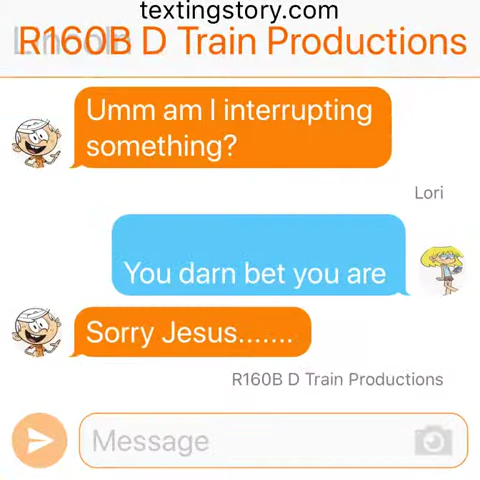 textingstory.com
Lincoln
R160B D Train Productions
Umm am I interrupting
something?
Lori
You darn bet you are
Sorry Jesus.......
R160B D Train Productions
Message